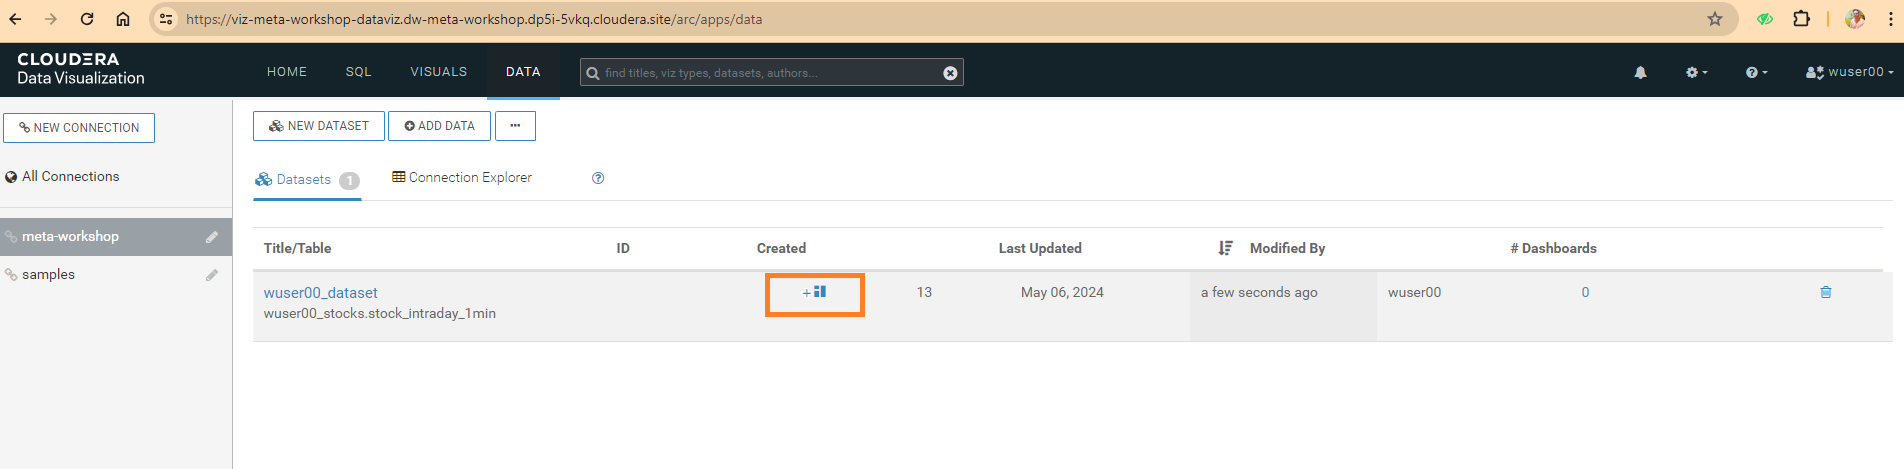 https://viz-meta-workshop-dataviz.dw-meta-workshop.dp5i-5vkq.cloudera.site/arc/apps/data
CLOUDERA
Data Visualization
HOME SQL VISUALS DATA
find titles, viz types, datasets, authors...
wuser00
NEW CONNECTION
All Connections
meta-workshop
samples
NEW DATASET ADD DATA ...
Datasets 1 Connection Explorer ?
Title/Table ID Created Last Updated Modified By # Dashboards
wuser00_dataset + 13 May 06, 2024 a few seconds ago wuser00 0
wuser00_stocks.stock_intraday_1min